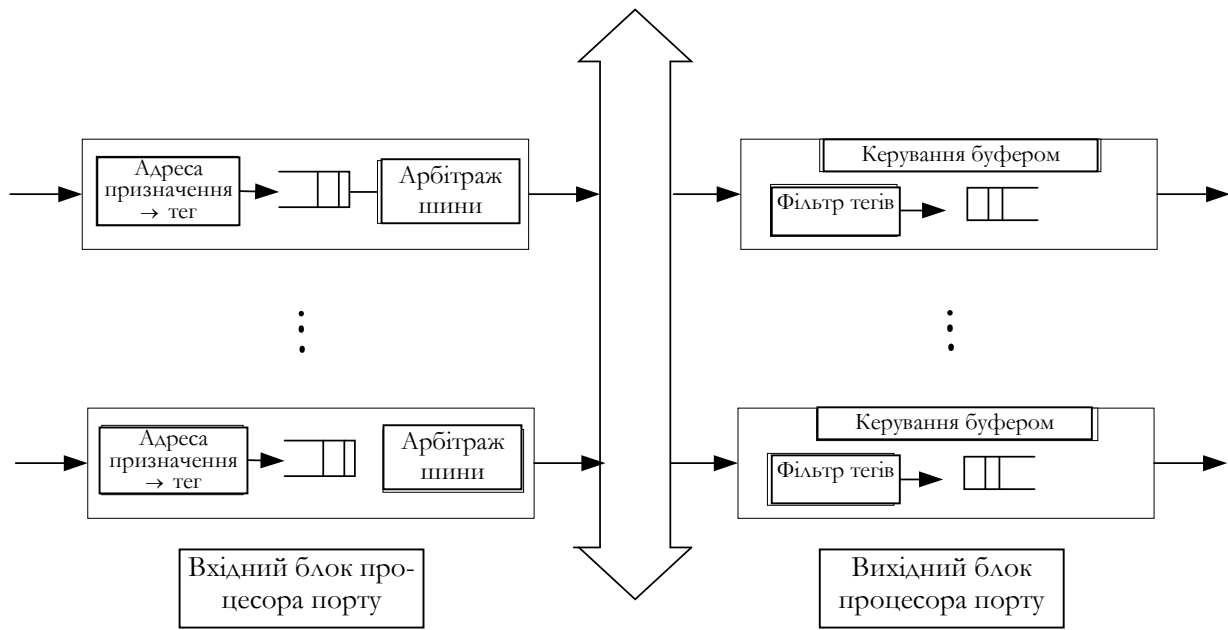 Адреса
призначення
→ тег
Арбітраж
шини
Керування буфером
Фільтр тегів
Адреса
призначення
→ тег
Арбітраж
шини
Керування буфером
Фільтр тегів
Вхідний блок про-
цесора порту
Вихідний блок
процесора порту